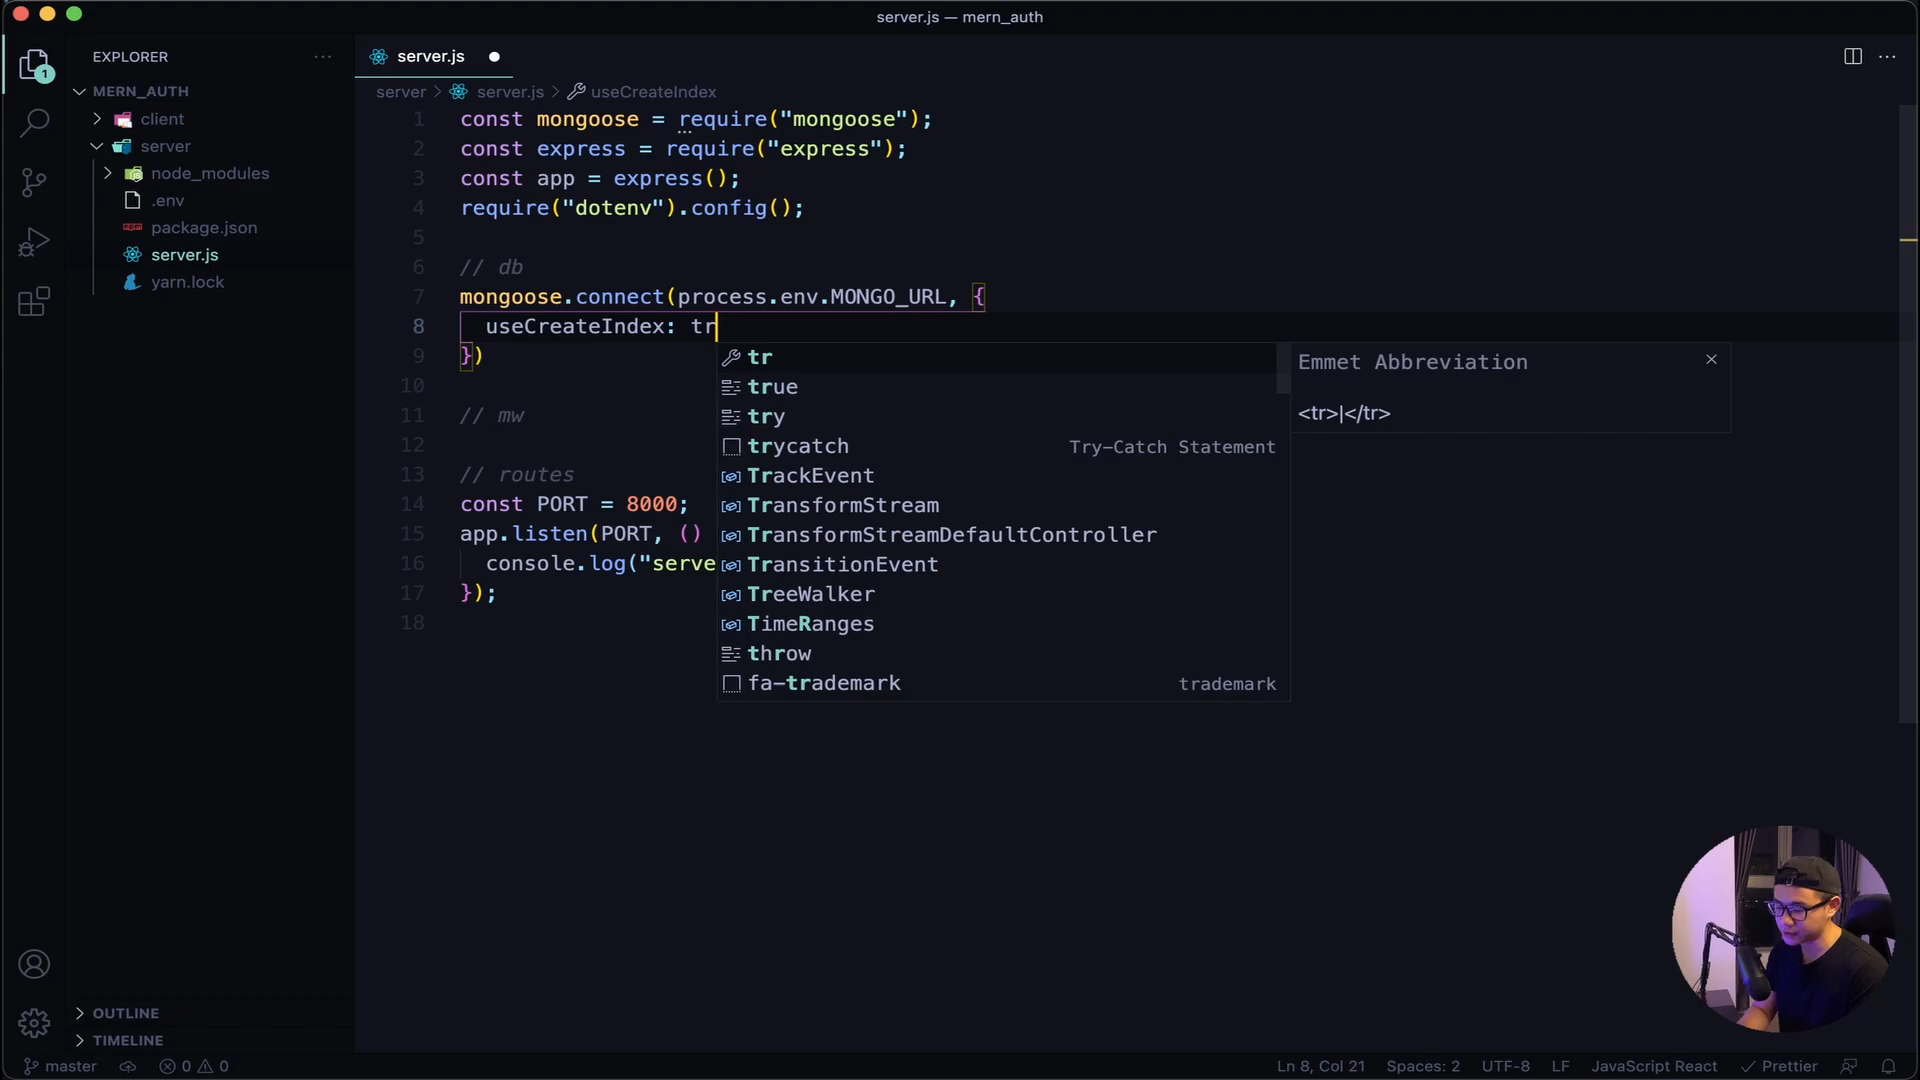 server.js — mern_auth
EXPLORER
server.js
MERN_AUTH
server
server.js
useCreateIndex
client
server
node_modules
.env
package.json
server.js
yarn.lock
1 const mongoose = require("mongoose");
2 const express = require("express");
3 const app = express();
4 require("dotenv").config();
5
6 // db
7 mongoose.connect(process.env.MONGO_URL, {
8 useCreateIndex: tr
9 })
10
11 // mw
12
13 // routes
14 const PORT = 8000;
15 app.listen(PORT, ()
16 console.log("serve
17 });
18
tr
true
try
trycatch Try-Catch Statement
TrackEvent
TransformStream
TransformStreamDefaultController
TransitionEvent
TreeWalker
TimeRanges
throw
fa-trademark trademark
Emmet Abbreviation
<tr>|</tr>
1
OUTLINE
TIMELINE
master 0 0 Ln 8, Col 21 Spaces: 2 UTF-8 LF JavaScript React Prettier